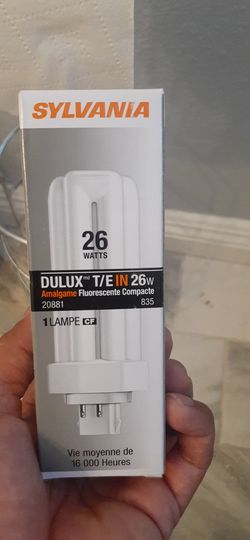 SYLVANIA
26
WATTS
DULUX MD T/E IN 26W
Amalgame Fluorescente Compacte
20881 835
1 LAMPE CF
Vie moyenne de
16 000 Heures